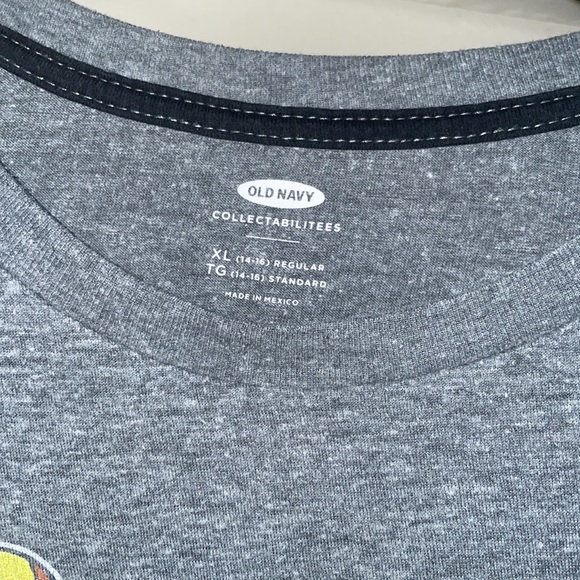 OLD NAVY
COLLECTABILITEES
XL (14-16) REGULAR
TG (14-16) STANDARD
MADE IN MEXICO